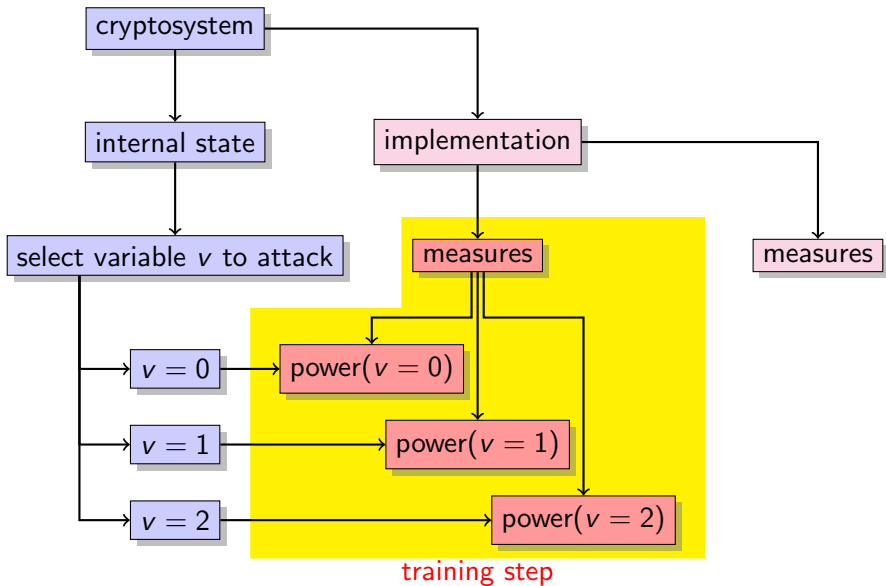 cryptosystem
internal state
implementation
select variable v to attack
measures
measures
v = 0
power(v = 0)
v = 1
power(v = 1)
v = 2
power(v = 2)
training step